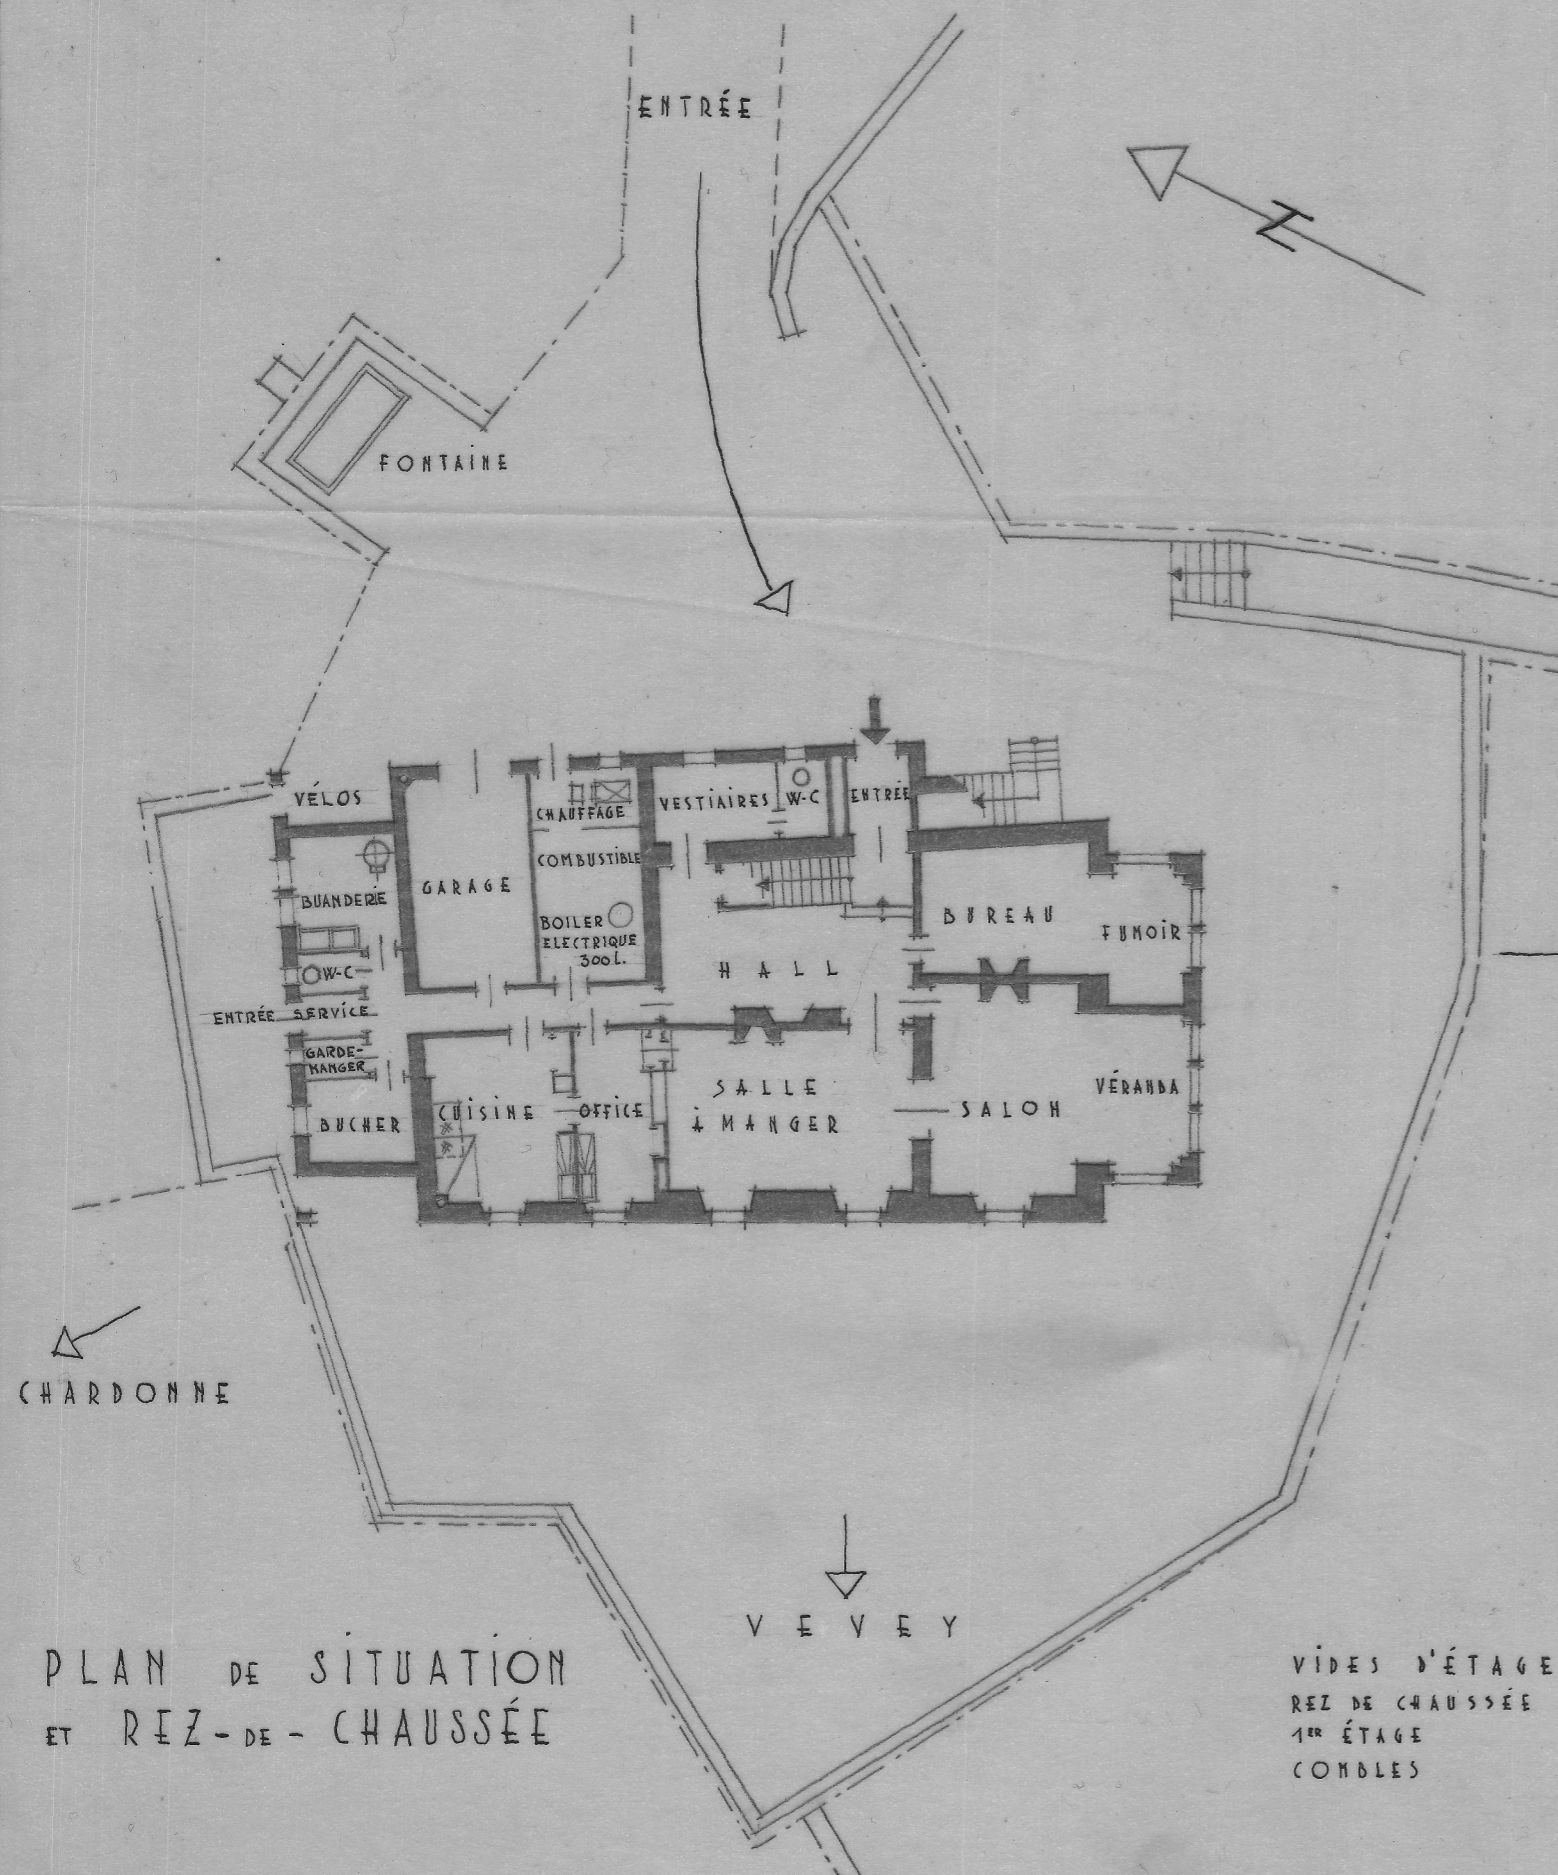 ENTRÉE
N
FONTAINE
VÉLOS
CHAUFFAGE
VESTIAIRES
W-C
ENTRÉE
COMBUSTIBLE
GARAGE
BUANDERIE
BOILER
ELECTRIQUE
300 L.
BUREAU
FUMOIR
HALL
W-C
ENTRÉE SERVICE
GARDE-
MANGER
BUCHER
CUISINE
OFFICE
SALLE
À MANGER
SALON
VÉRANDA
CHARDONNE
VEVEY
PLAN DE SITUATION
ET REZ-DE-CHAUSSÉE
VIDES D'ÉTAGE
REZ DE CHAUSSÉE
1ER ÉTAGE
COMBLES